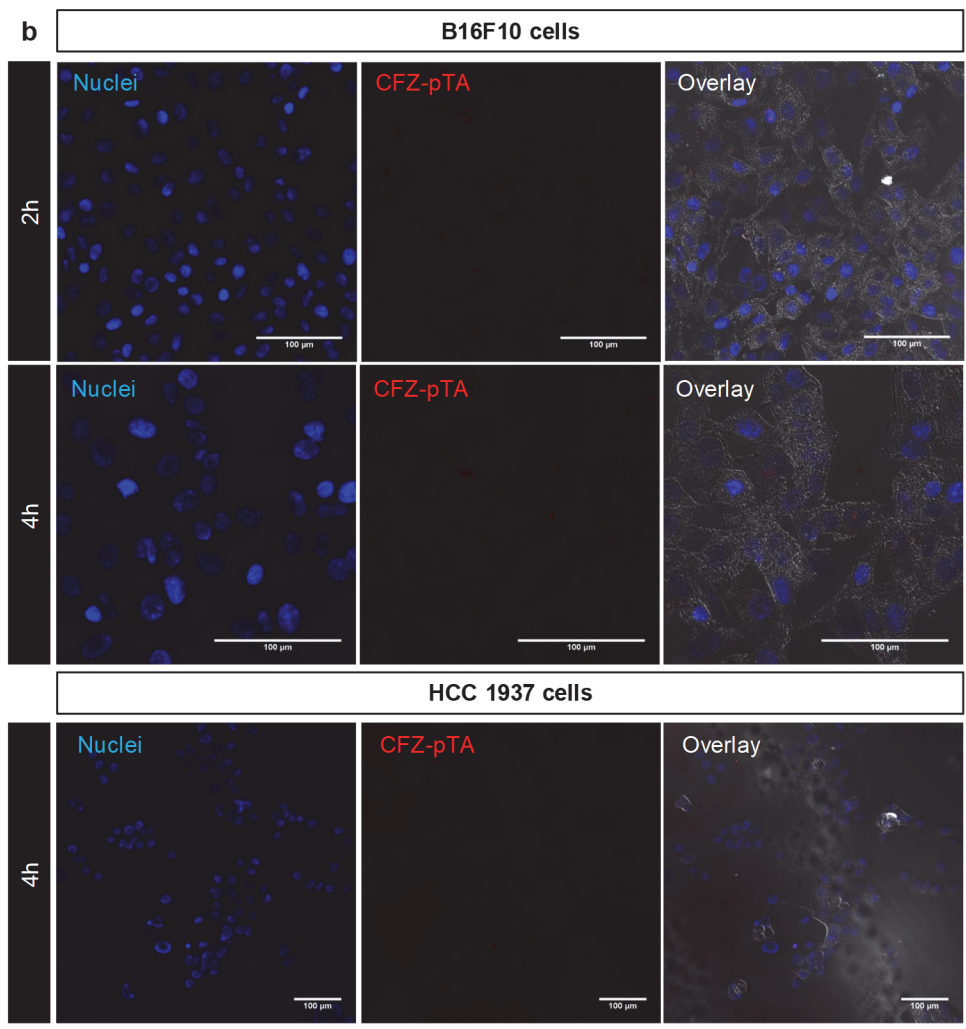 b
B16F10 cells
2h
Nuclei
CFZ-pTA
Overlay
100 µm
100 µm
100 µm
4h
Nuclei
CFZ-pTA
Overlay
100 µm
100 µm
100 µm
HCC 1937 cells
4h
Nuclei
CFZ-pTA
Overlay
100 µm
100 µm
100 µm